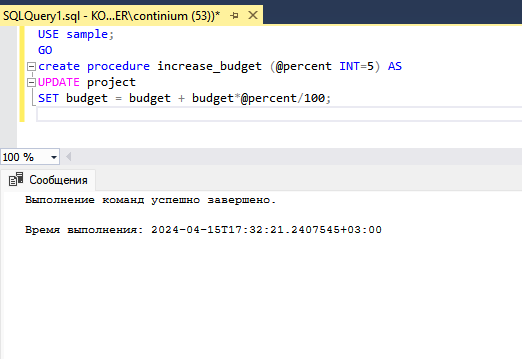 SQLQuery1.sql - KO...ER\continium (53))*
USE sample;
GO
create procedure increase_budget (@percent INT=5) AS
UPDATE project
SET budget = budget + budget*@percent/100;
100 %
Сообщения
Выполнение команд успешно завершено.
Время выполнения: 2024-04-15T17:32:21.2407545+03:00